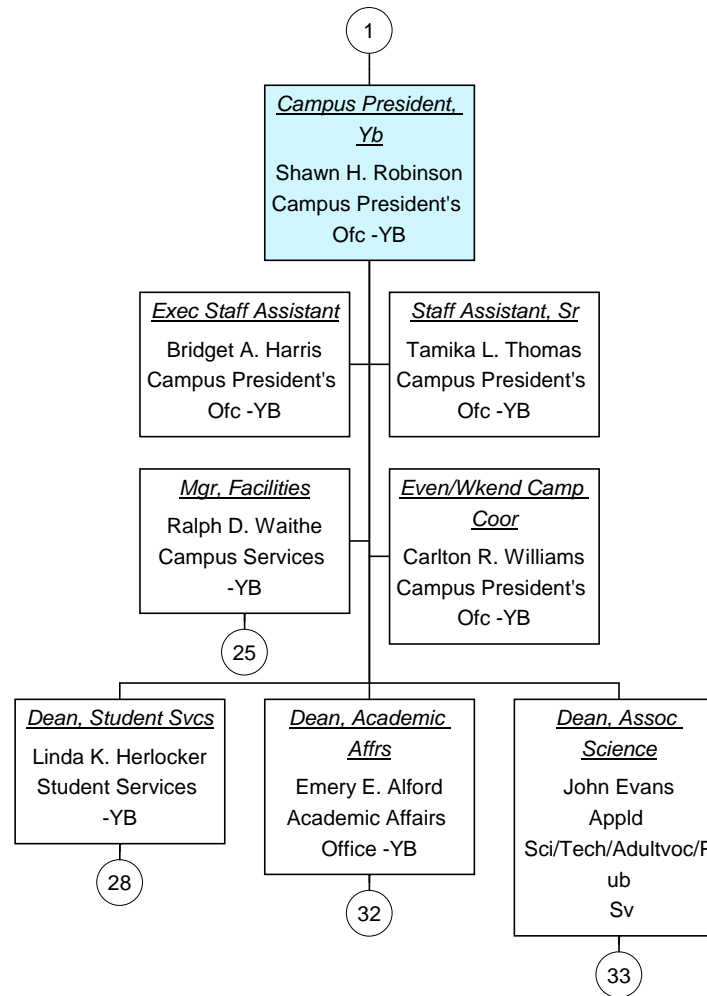 1
Campus President,
Yb
Shawn H. Robinson
Campus President's
Ofc -YB
Exec Staff Assistant
Bridget A. Harris
Campus President's
Ofc -YB
Staff Assistant, Sr
Tamika L. Thomas
Campus President's
Ofc -YB
Mgr, Facilities
Ralph D. Waithe
Campus Services
-YB
25
Even/Wkend Camp
Coor
Carlton R. Williams
Campus President's
Ofc -YB
Dean, Student Svcs
Linda K. Herlocker
Student Services
-YB
28
Dean, Academic
Affrs
Emery E. Alford
Academic Affairs
Office -YB
32
Dean, Assoc
Science
John Evans
Appld
Sci/Tech/Adultvoc/P
ub
Sv
33